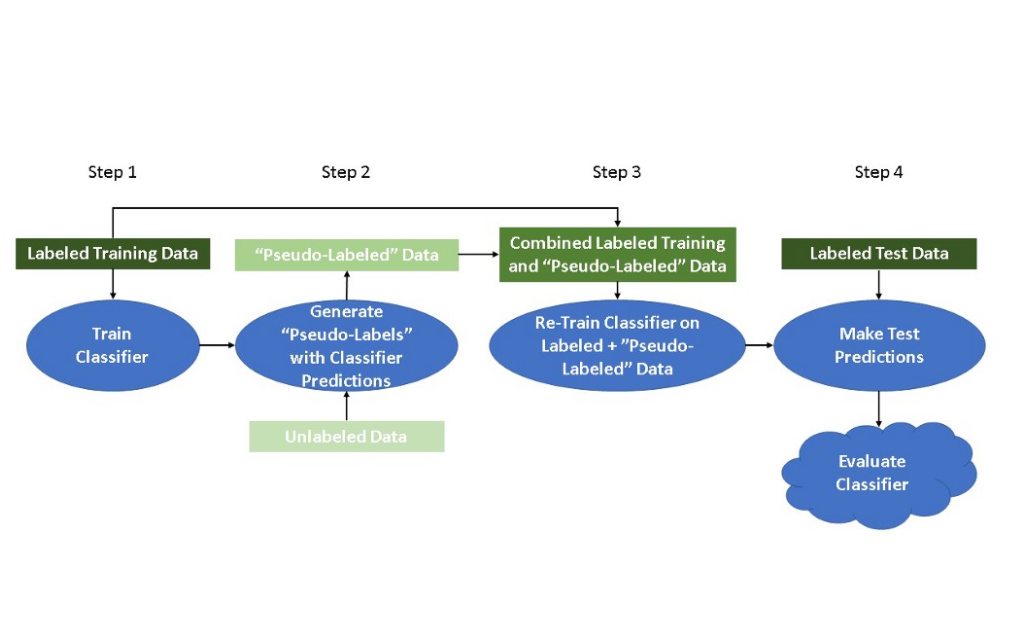 Step 1
Step 2
Step 3
Step 4
Labeled Training Data
“Pseudo-Labeled” Data
Combined Labeled Training
and “Pseudo-Labeled” Data
Labeled Test Data
Train
Classifier
Generate
“Pseudo-Labels”
with Classifier
Predictions
Re-Train Classifier on
Labeled + ”Pseudo-
Labeled” Data
Make Test
Predictions
Unlabeled Data
Evaluate
Classifier